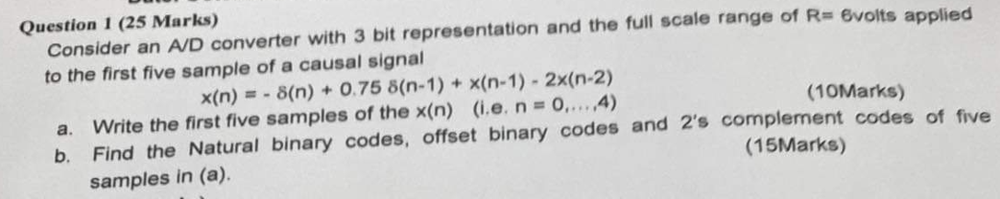 Question 1 (25 Marks)
Consider an A/D converter with 3 bit representation and the full scale range of R= 6volts applied
to the first five sample of a causal signal
x(n) = - δ(n) + 0.75 δ(n-1) + x(n-1) - 2x(n-2)
a. Write the first five samples of the x(n) (i.e. n = 0,...,4) (10Marks)
b. Find the Natural binary codes, offset binary codes and 2's complement codes of five
samples in (a). (15Marks)